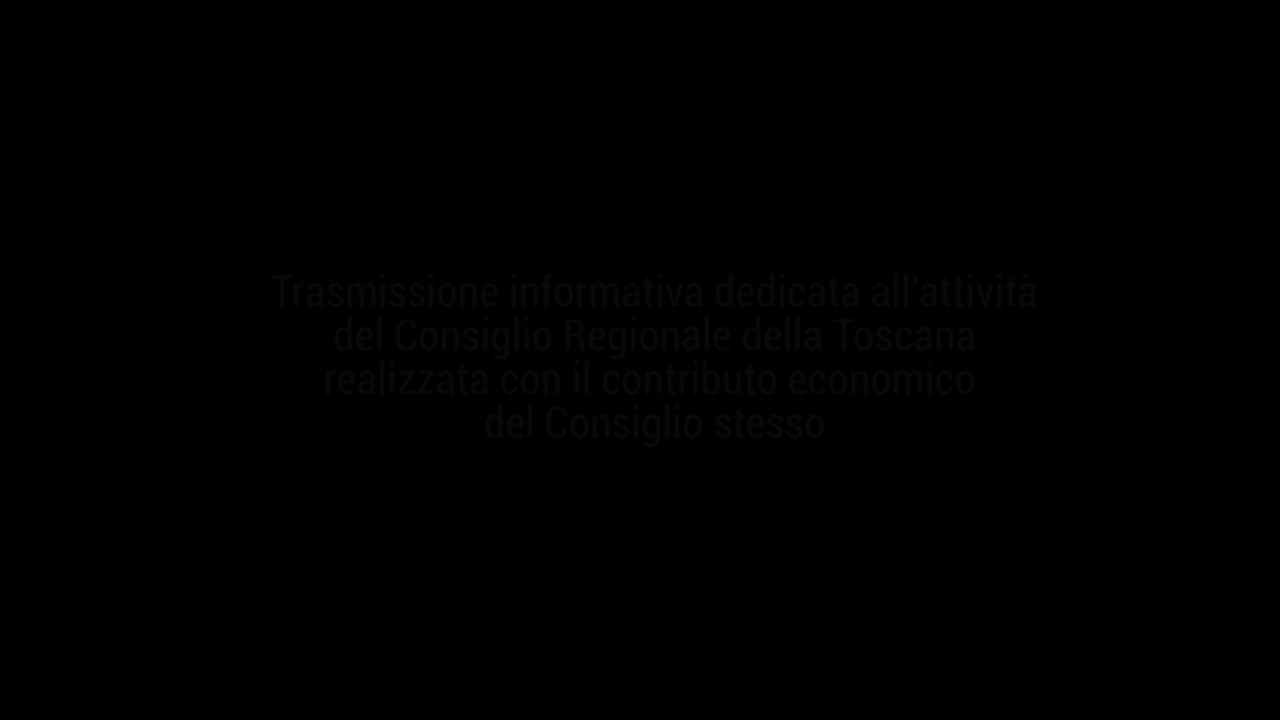 Trasmissione informativa dedicata all'attività
del Consiglio Regionale della Toscana
realizzata con il contributo economico
del Consiglio stesso